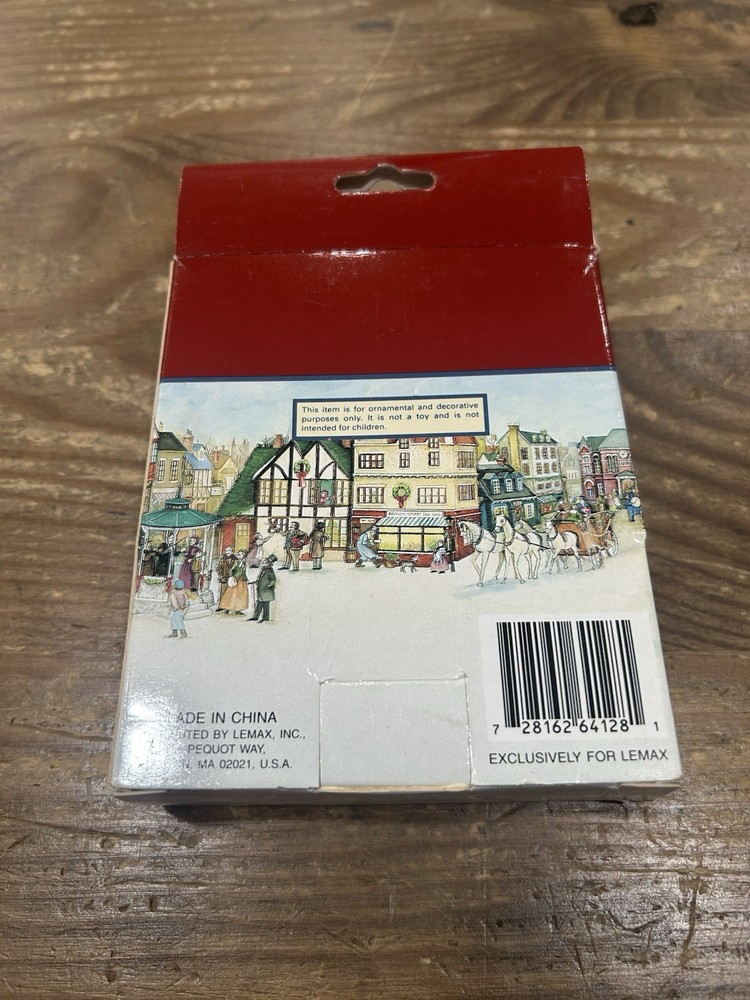 This item is for ornamental and decorative
purposes only. It is not a toy and is not
intended for children.
ADE IN CHINA
TED BY LEMAX, INC.,
PEQUOT WAY,
N, MA 02021, U.S.A.
7 28162 64128 1
EXCLUSIVELY FOR LEMAX